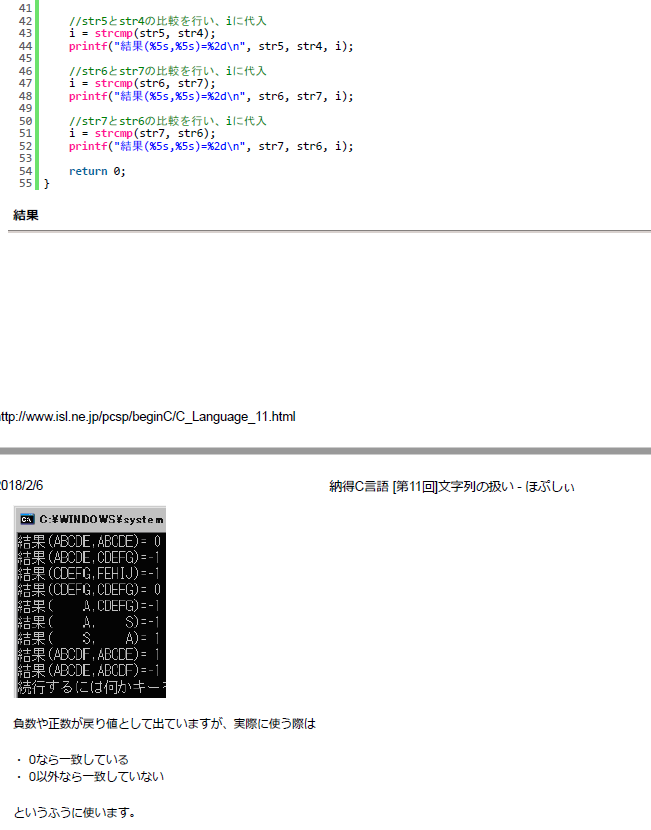 41
42 //str5とstr4の比較を行い、iに代入
43 i = strcmp(str5, str4);
44 printf("結果(%5s,%5s)=%2d\n", str5, str4, i);
45
46 //str6とstr7の比較を行い、iに代入
47 i = strcmp(str6, str7);
48 printf("結果(%5s,%5s)=%2d\n", str6, str7, i);
49
50 //str7とstr6の比較を行い、iに代入
51 i = strcmp(str7, str6);
52 printf("結果(%5s,%5s)=%2d\n", str7, str6, i);
53
54 return 0;
55 }
結果
ttp://www.isl.ne.jp/pcsp/beginC/C_Language_11.html
2018/2/6 納得C言語 [第11回]文字列の扱い - ほぷしぃ
C:¥WINDOWS¥system
結果(ABCDE,ABCDE)= 0
結果(ABCDE,CDEFG)=-1
結果(CDEFG,FEHIJ)=-1
結果(CDEFG,CDEFG)= 0
結果(    A,CDEFG)=-1
結果(    A,    S)=-1
結果(    S,    A)= 1
結果(ABCDF,ABCDE)= 1
結果(ABCDE,ABCDF)=-1
続行するには何かキーを
負数や正数が戻り値として出ていますが、実際に使う際は
・ 0なら一致している
・ 0以外なら一致していない
というふうに使います。